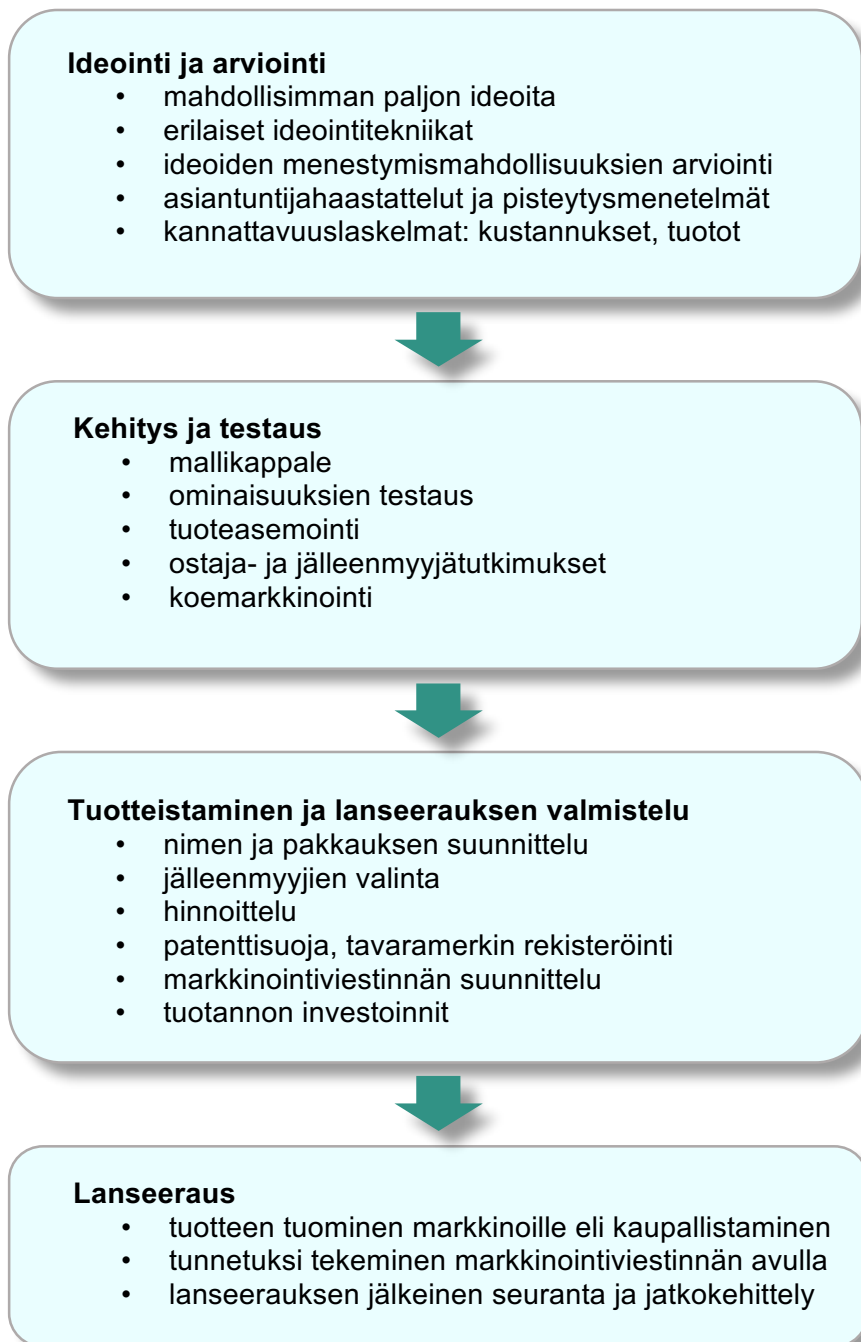 Ideointi ja arviointi
• mahdollisimman paljon ideoita
• erilaiset ideointitekniikat
• ideoiden menestymismahdollisuuksien arviointi
• asiantuntijahaastattelut ja pisteytysmenetelmät
• kannattavuuslaskelmat: kustannukset, tuotot
Kehitys ja testaus
• mallikappale
• ominaisuuksien testaus
• tuoteasemointi
• ostaja- ja jälleenmyyjätutkimukset
• koemarkkinointi
Tuotteistaminen ja lanseerauksen valmistelu
• nimen ja pakkauksen suunnittelu
• jälleenmyyjien valinta
• hinnoittelu
• patenttisuoja, tavaramerkin rekisteröinti
• markkinointiviestinnän suunnittelu
• tuotannon investoinnit
Lanseeraus
• tuotteen tuominen markkinoille eli kaupallistaminen
• tunnetuksi tekeminen markkinointiviestinnän avulla
• lanseerauksen jälkeinen seuranta ja jatkokehittely